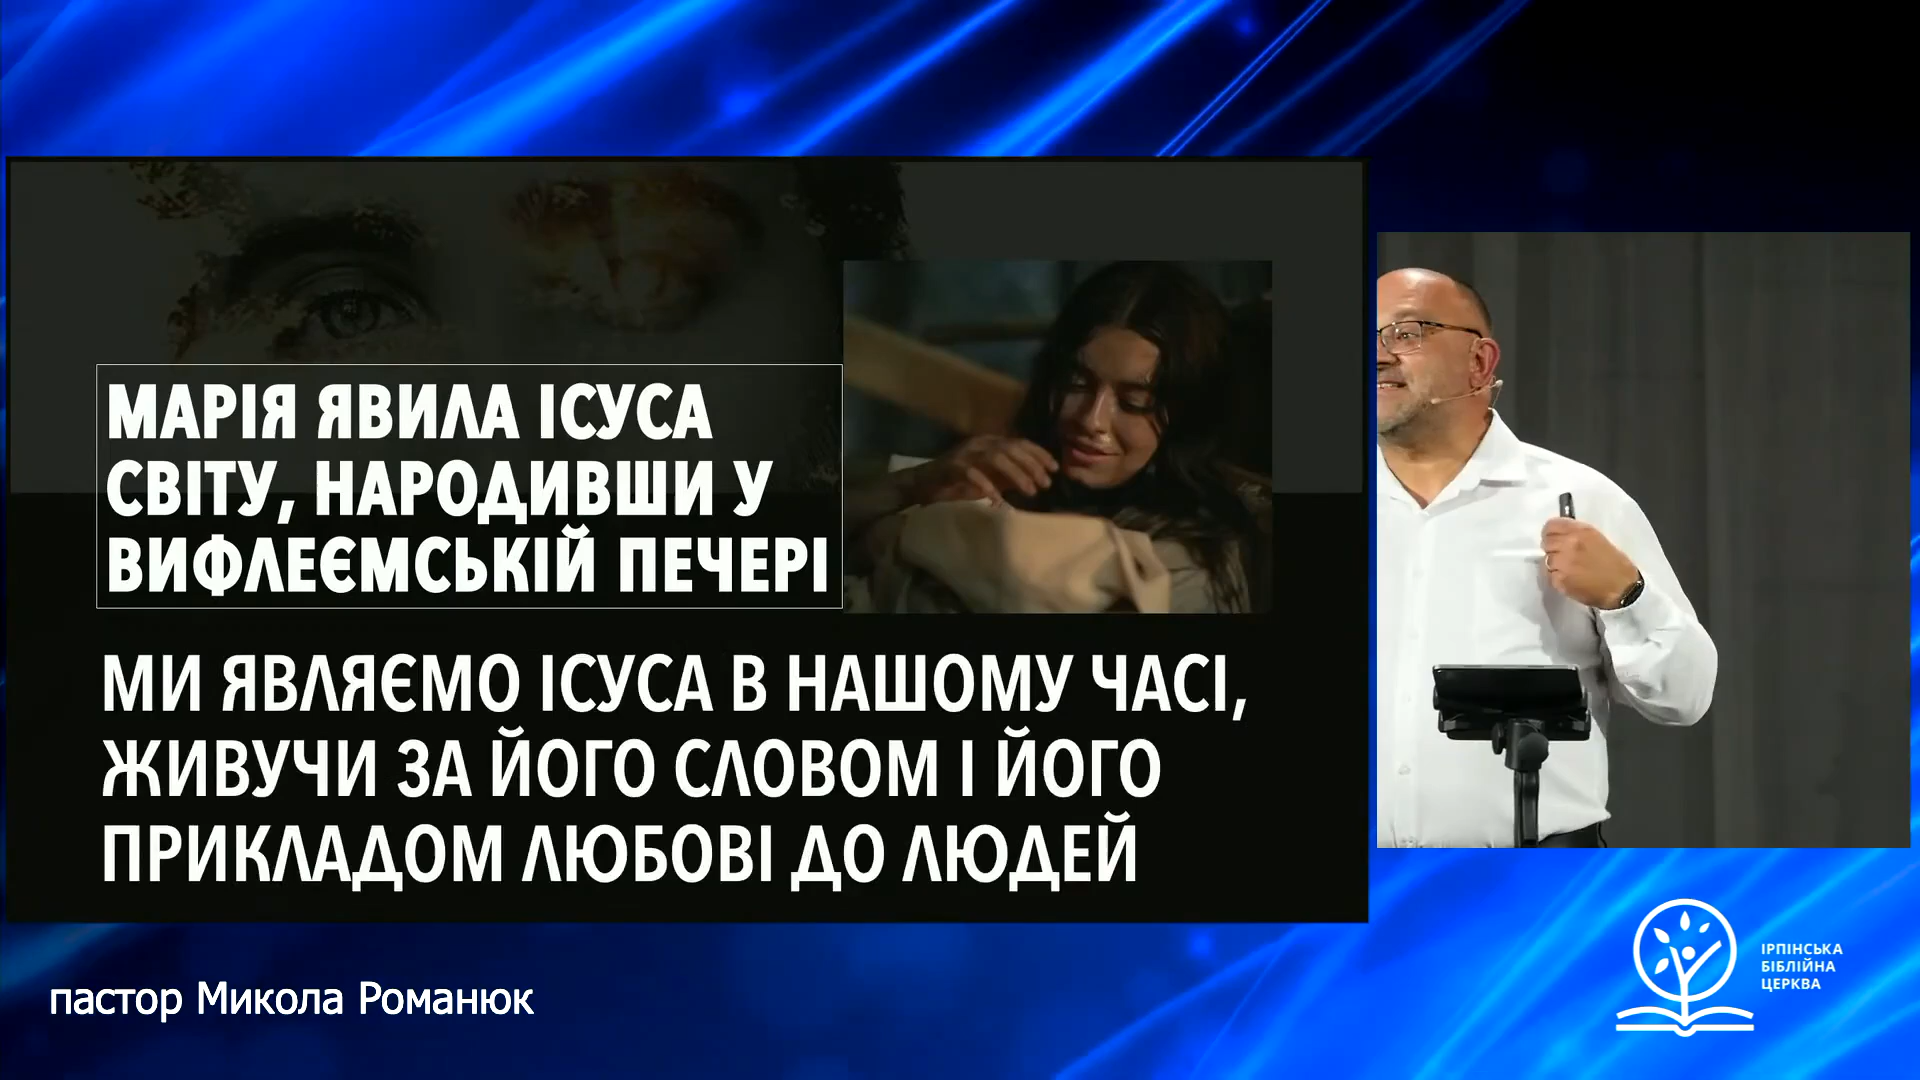 МАРІЯ ЯВИЛА ІСУСА
СВІТУ, НАРОДИВШИ У
ВИФЛЕЄМСЬКІЙ ПЕЧЕРІ
МИ ЯВЛЯЄМО ІСУСА В НАШОМУ ЧАСІ,
ЖИВУЧИ ЗА ЙОГО СЛОВОМ І ЙОГО
ПРИКЛАДОМ ЛЮБОВІ ДО ЛЮДЕЙ
пастор Микола Романюк
ІРПІНСЬКА
БІБЛІЙНА
ЦЕРКВА